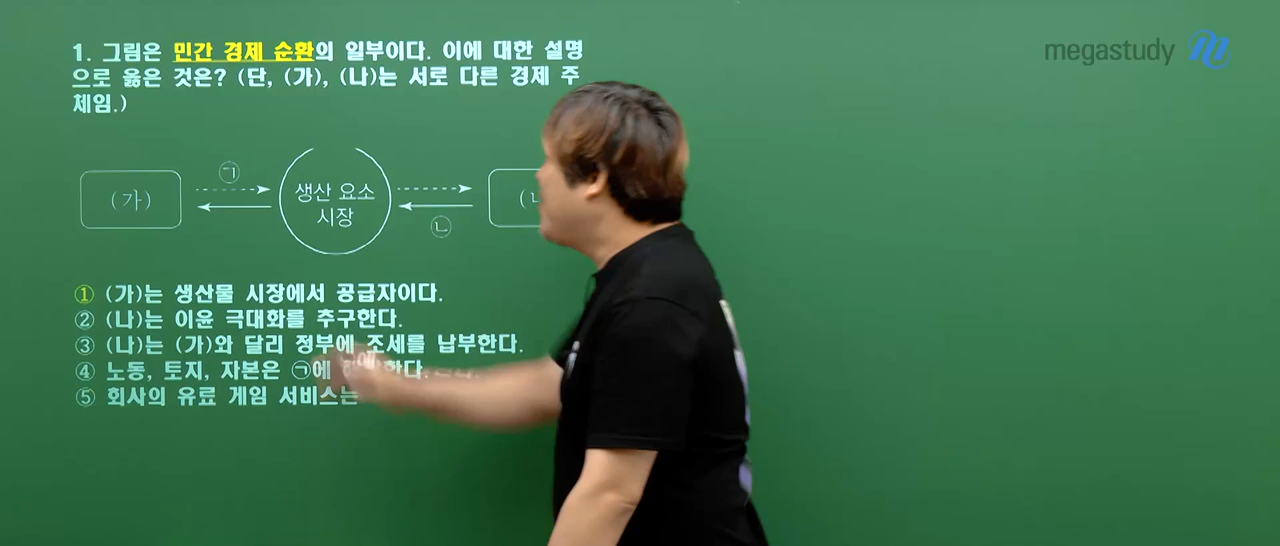 1. 그림은 민간 경제 순환의 일부이다. 이에 대한 설명
으로 옳은 것은? (단, (가), (나)는 서로 다른 경제 주
체임.)
megastudy
㉠
(가)
생산 요소
시장
㉡
① (가)는 생산물 시장에서 공급자이다.
② (나)는 이윤 극대화를 추구한다.
③ (나)는 (가)와 달리 정부에 조세를 납부한다.
④ 노동, 토지, 자본은 ㉠에
⑤ 회사의 유료 게임 서비스는